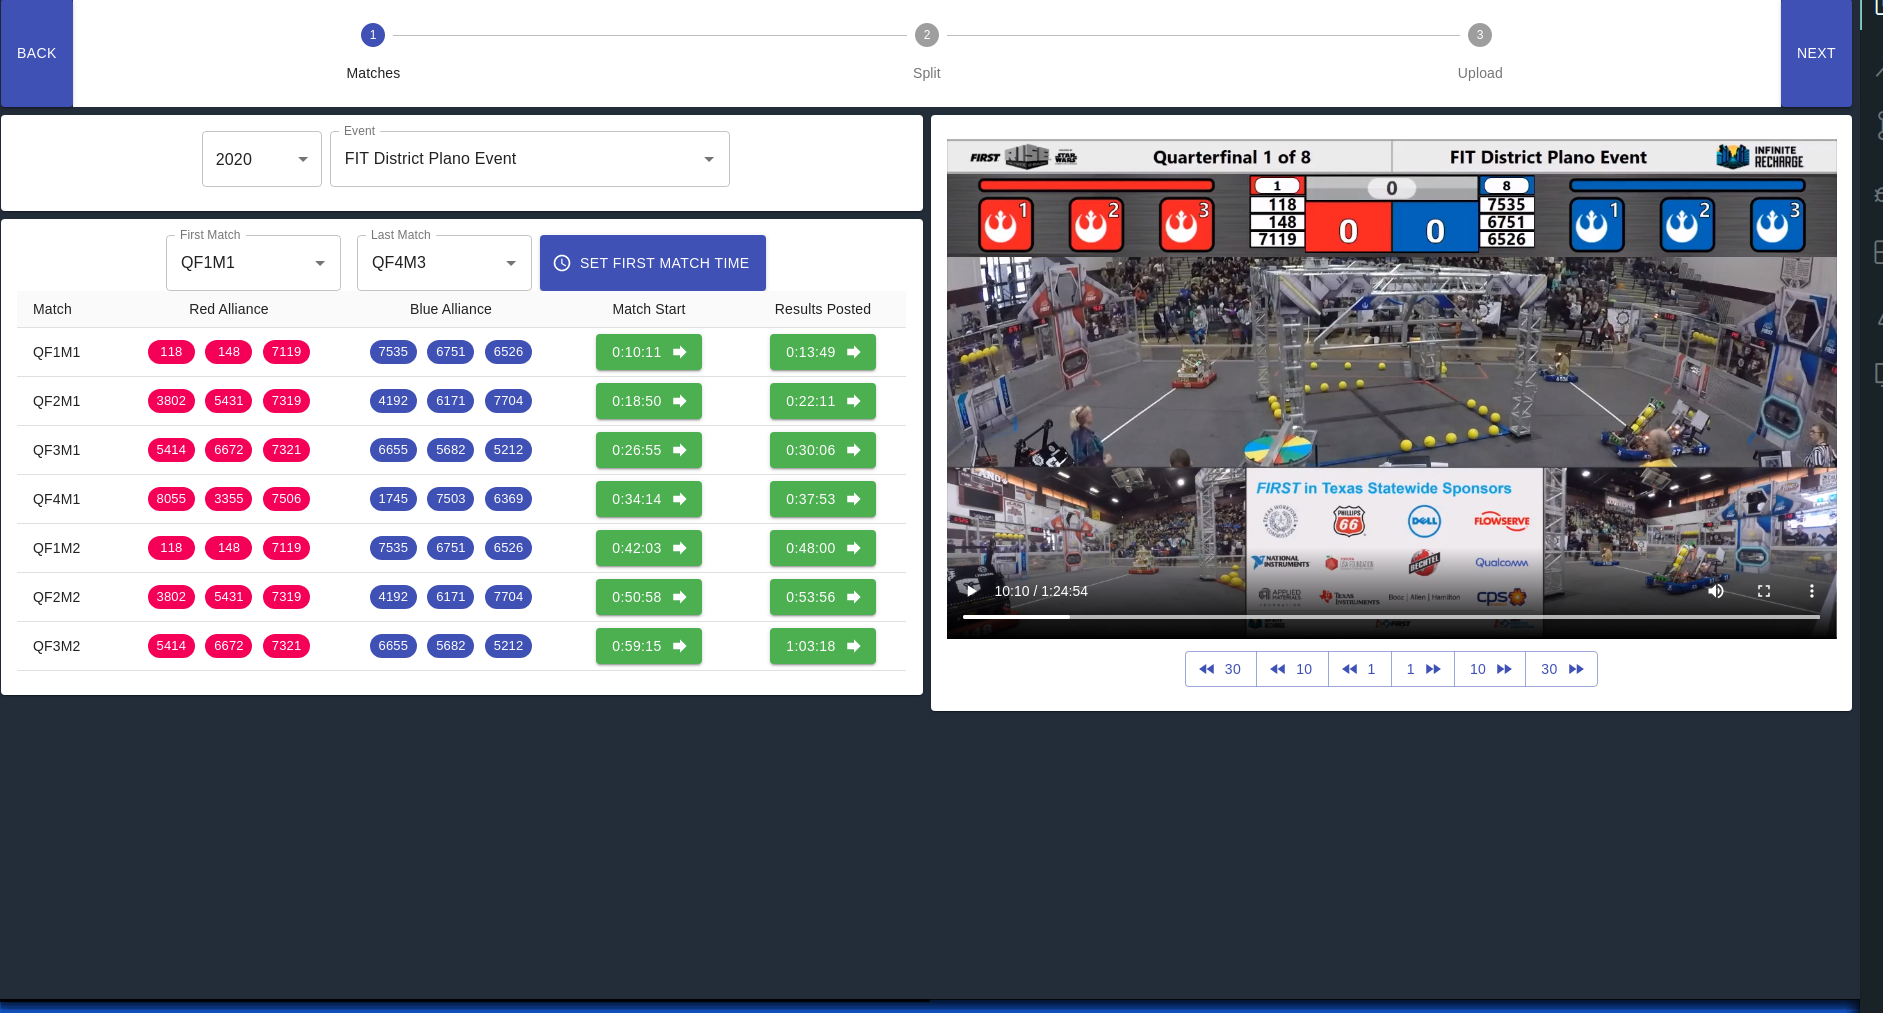 BACK
1
2
3
NEXT
Matches
Split
Upload
Event
2020
FIT District Plano Event
First Match
Last Match
QF1M1
QF4M3
SET FIRST MATCH TIME
Match
Red Alliance
Blue Alliance
Match Start
Results Posted
QF1M1 118 148 7119 7535 6751 6526 0:10:11 0:13:49
QF2M1 3802 5431 7319 4192 6171 7704 0:18:50 0:22:11
QF3M1 5414 6672 7321 6655 5682 5212 0:26:55 0:30:06
QF4M1 8055 3355 7506 1745 7503 6369 0:34:14 0:37:53
QF1M2 118 148 7119 7535 6751 6526 0:42:03 0:48:00
QF2M2 3802 5431 7319 4192 6171 7704 0:50:58 0:53:56
QF3M2 5414 6672 7321 6655 5682 5212 0:59:15 1:03:18
FIRST RISE STAR WARS
Quarterfinal 1 of 8
FIT District Plano Event
INFINITE RECHARGE
1 0 8
1 2 3
118 7535
148 6751
7119 6526
0 0
1 2 3
FIRST in Texas Statewide Sponsors
PHILLIPS 66
DELL
FLOWSERVE
NATIONAL INSTRUMENTS
BECHTEL
Qualcomm
APPLIED MATERIALS
TEXAS INSTRUMENTS
Booz | Allen | Hamilton
CPS
10:10 / 1:24:54
30
10
1
1
10
30